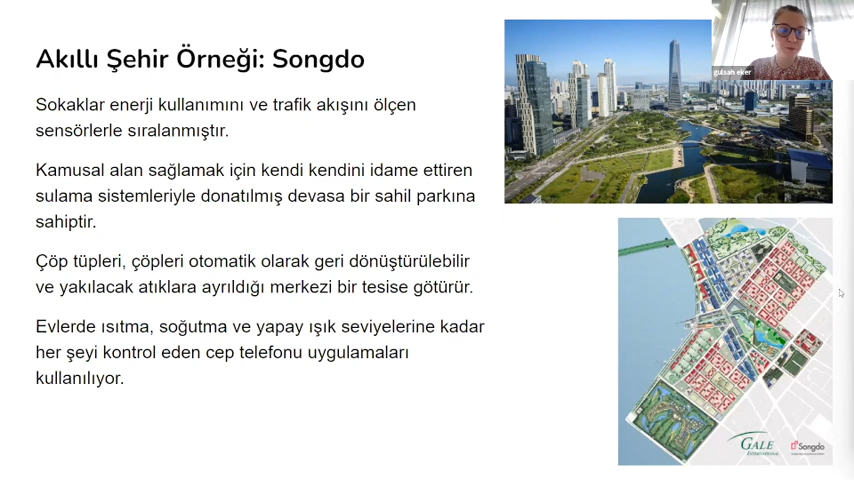 Akıllı Şehir Örneği: Songdo
gulsah eker
Sokaklar enerji kullanımını ve trafik akışını ölçen
sensörlerle sıralanmıştır.
Kamusal alan sağlamak için kendi kendini idame ettiren
sulama sistemleriyle donatılmış devasa bir sahil parkına
sahiptir.
Çöp tüpleri, çöpleri otomatik olarak geri dönüştürülebilir
ve yakılacak atıklara ayrıldığı merkezi bir tesise götürür.
Evlerde ısıtma, soğutma ve yapay ışık seviyelerine kadar
her şeyi kontrol eden cep telefonu uygulamaları
kullanılıyor.
GALE
INTERNATIONAL
Songdo